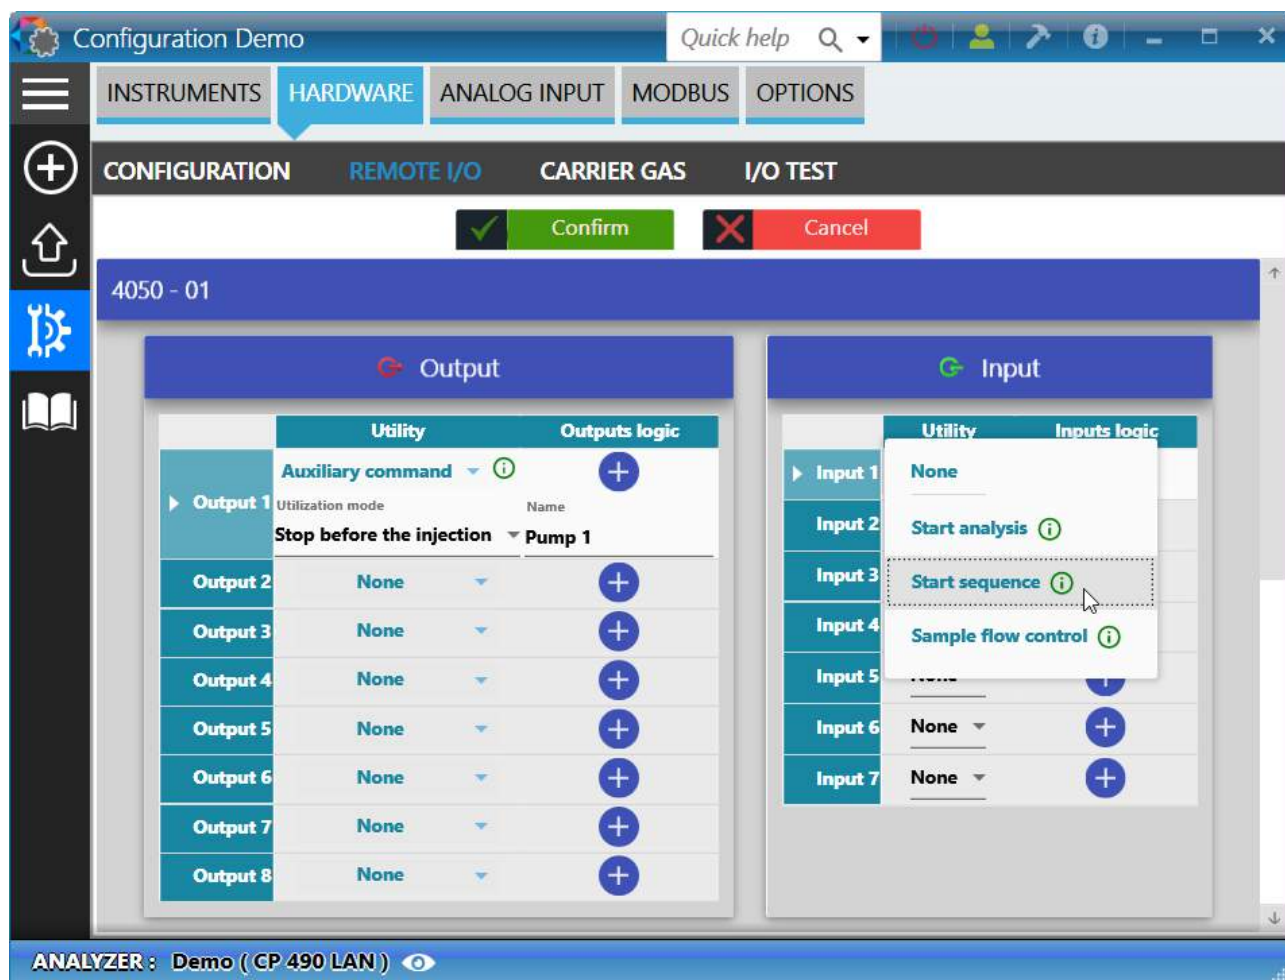 Configuration Demo
Quick help
INSTRUMENTS HARDWARE ANALOG INPUT MODBUS OPTIONS
CONFIGURATION REMOTE I/O CARRIER GAS I/O TEST
Confirm Cancel
4050 - 01
Output
Utility Outputs logic
Output 1 Auxiliary command
Utilization mode Name
Stop before the injection Pump 1
Output 2 None
Output 3 None
Output 4 None
Output 5 None
Output 6 None
Output 7 None
Output 8 None
Input
Utility Inputs logic
Input 1
Input 2
Input 3
Input 4
Input 5
Input 6 None
Input 7 None
None
Start analysis
Start sequence
Sample flow control
ANALYZER : Demo ( CP 490 LAN )